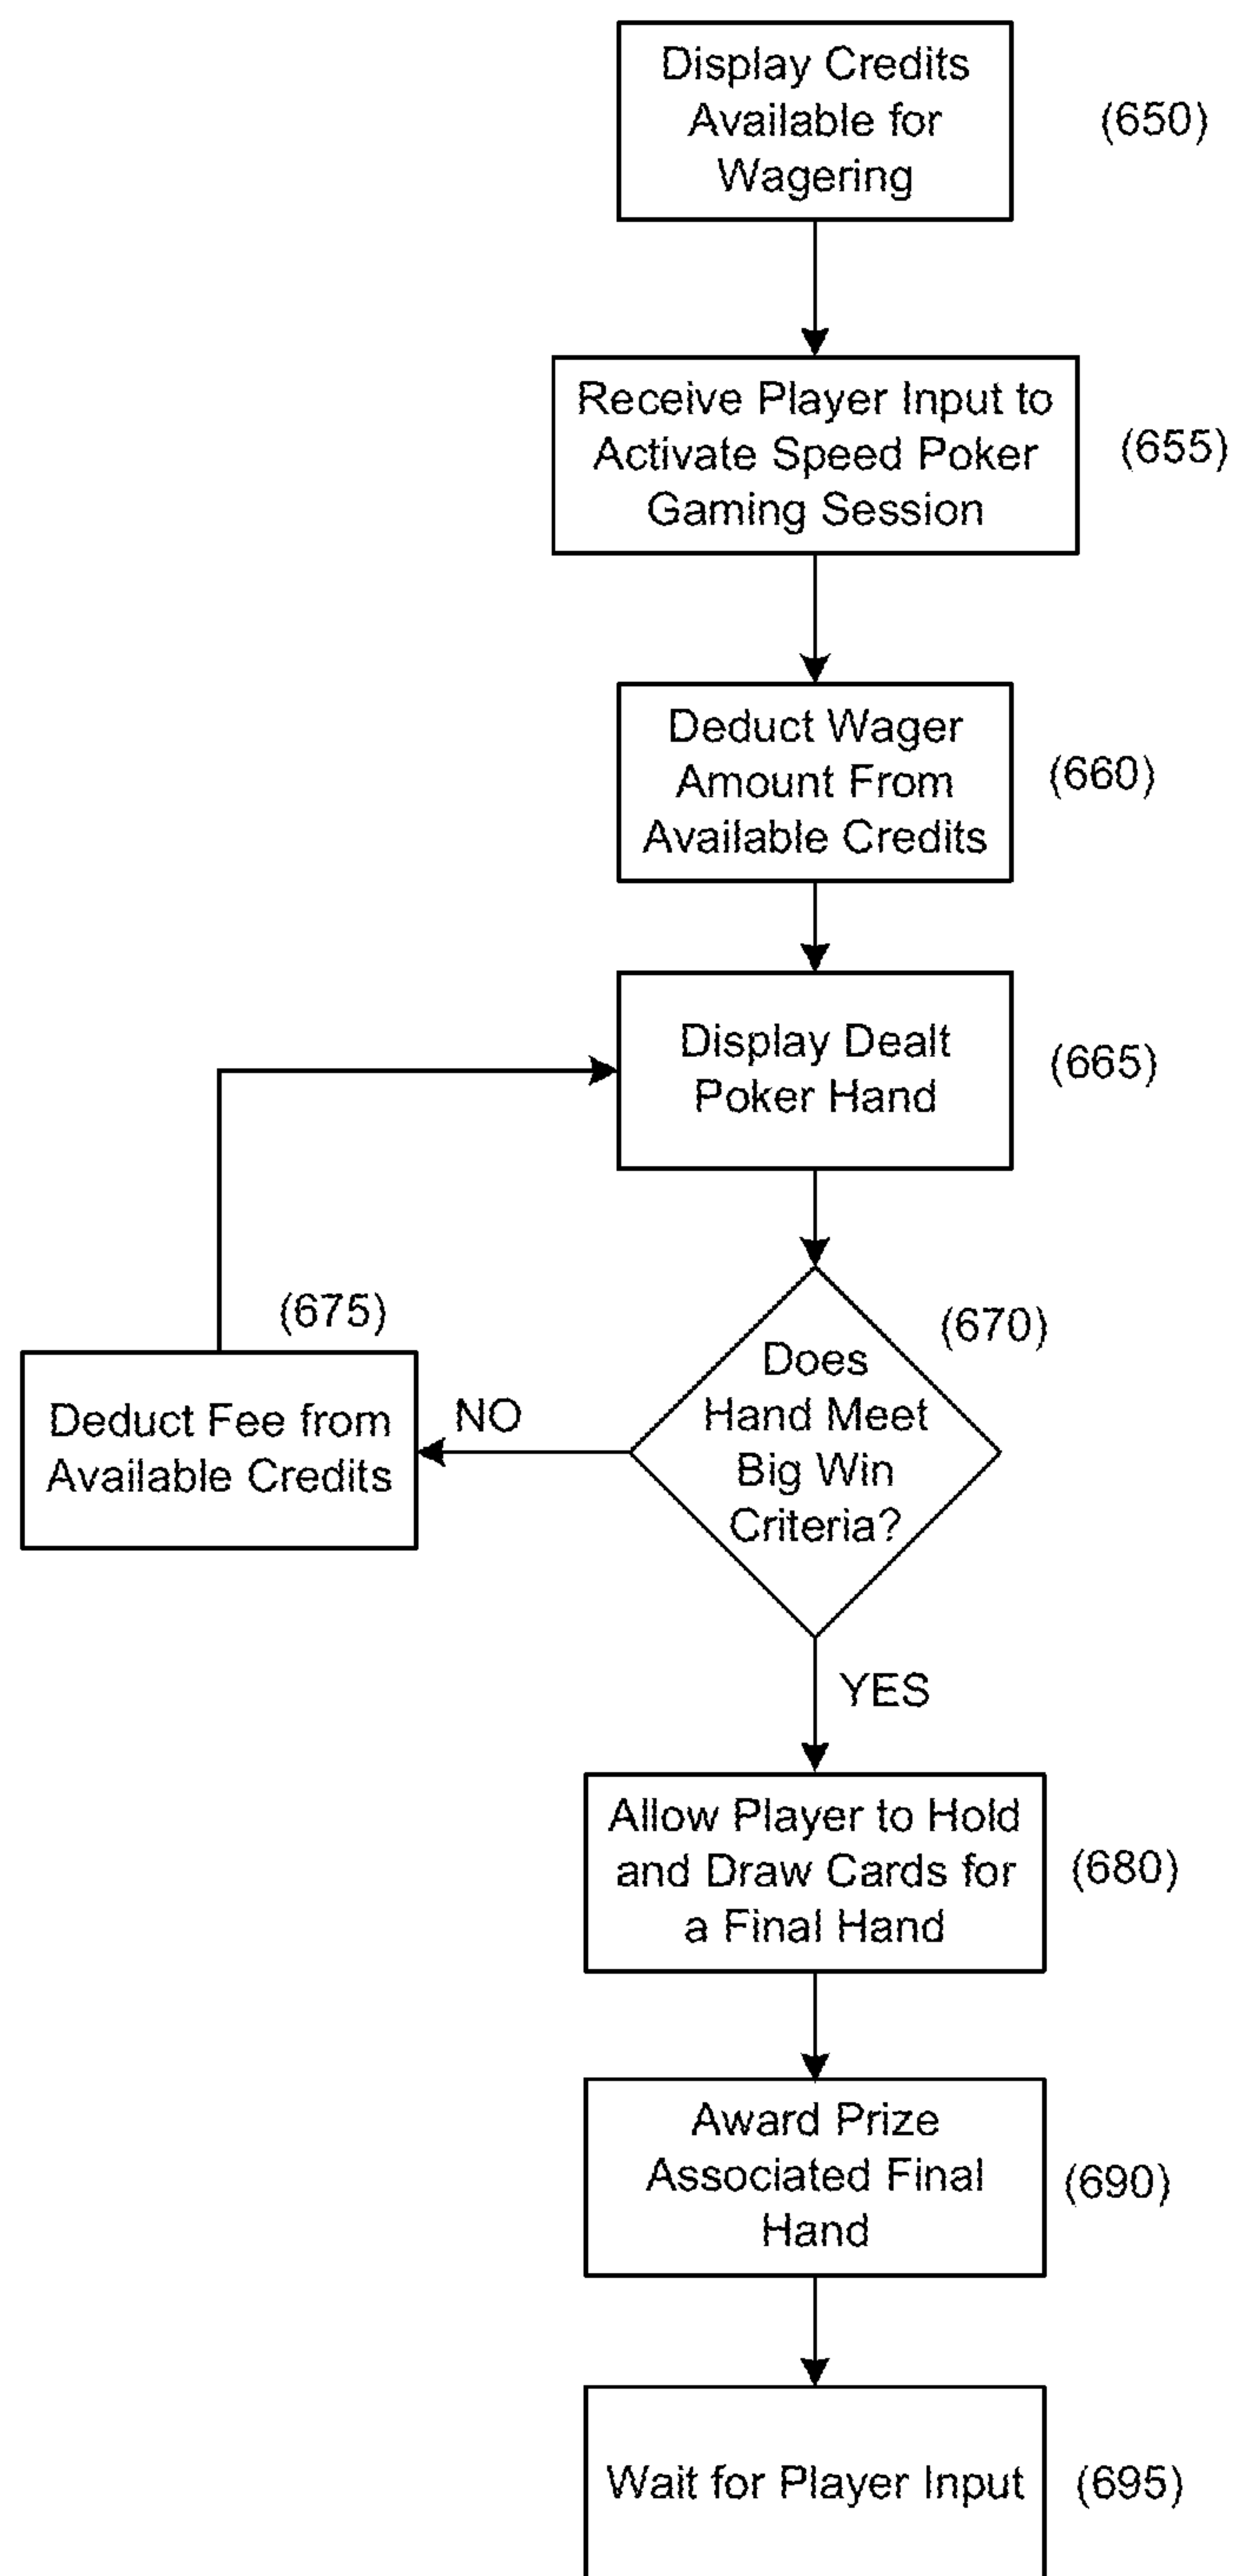 Display Credits
Available for
Wagering
(650)
Receive Player Input to
Activate Speed Poker
Gaming Session
(655)
Deduct Wager
Amount From
Available Credits
(660)
Display Dealt
Poker Hand
(665)
(675)
Deduct Fee from
Available Credits
NO
(670)
Does
Hand Meet
Big Win
Criteria?
YES
Allow Player to Hold
and Draw Cards for
a Final Hand
(680)
Award Prize
Associated Final
Hand
(690)
Wait for Player Input
(695)